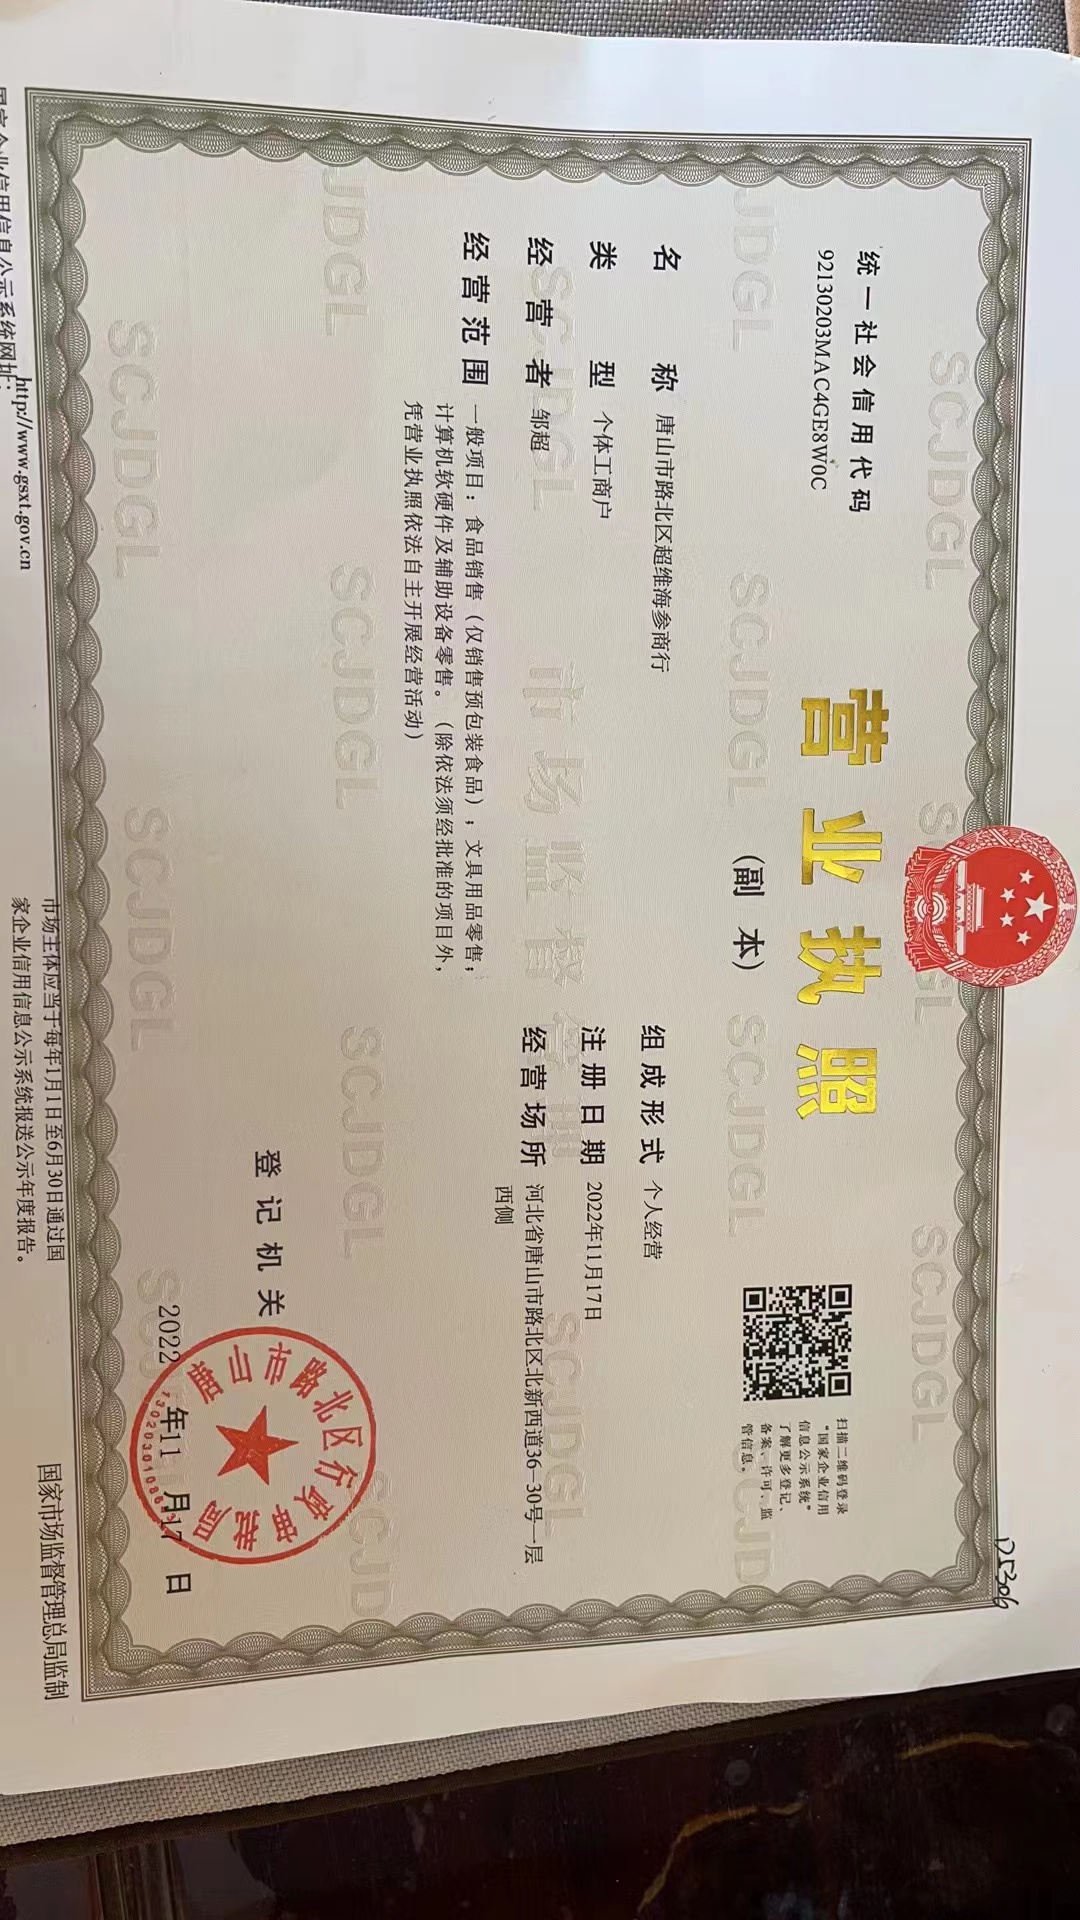 统一社会信用代码
92130203MAC4GE8W0C
营业执照
（副本）
扫描二维码登录
“国家企业信用
信息公示系统”
了解更多登记、
备案、许可、监
管信息。
D5306
名称 唐山市路北区超维海参商行
类型 个体工商户
经营者 邹超
经营范围 一般项目：食品销售（仅销售预包装食品）；文具用品零售；
计算机软硬件及辅助设备零售。（除依法须经批准的项目外，
凭营业执照依法自主开展经营活动）
组成形式 个人经营
注册日期 2022年11月17日
经营场所 河北省唐山市路北区北新西道36-30号一层
西侧
登记机关
唐山市路北区行政审批局
2022年11月17日
国家企业信用信息公示系统网址：http://www.gsxt.gov.cn
市场主体应当于每年1月1日至6月30日通过国
家企业信用信息公示系统报送公示年度报告。
国家市场监督管理总局监制
SCJDGL
市场监督管理